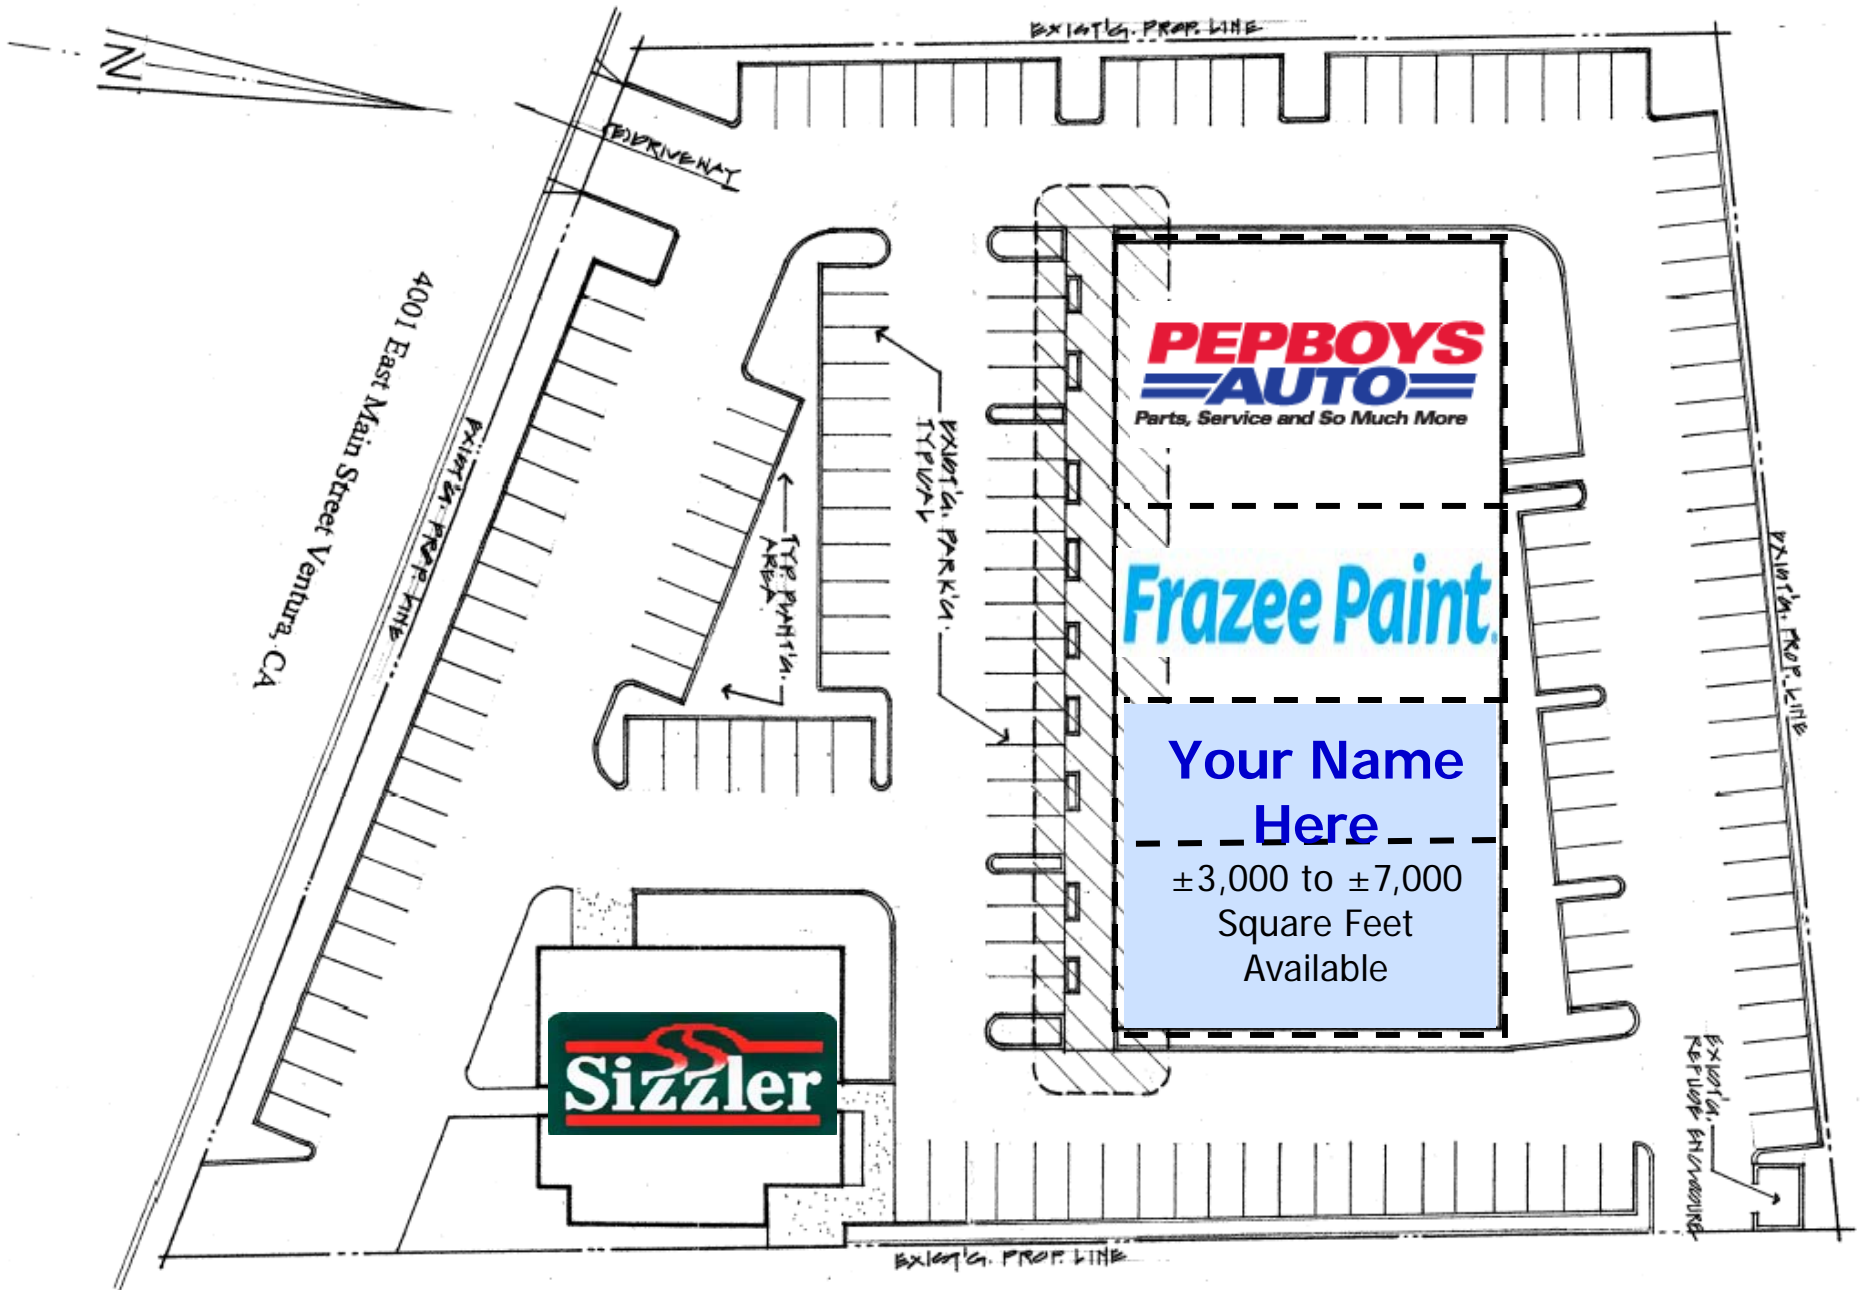 EXIST'G. PROP. LINE
N
(E) DRIVEWAY
4001 East Main Street Ventura, CA
EXIST'G. PROP. LINE
PEPBOYS
AUTO
Parts, Service and So Much More
EXIST'G. PARK'G.
TYPICAL
TYP. PLANT'G.
AREA
Frazee Paint
EXIST'G. PROP. LINE
Your Name
Here
±3,000 to ±7,000
Square Feet
Available
Sizzler
EXIST'G.
REFUSE ENCLOSURE
EXIST'G. PROP. LINE